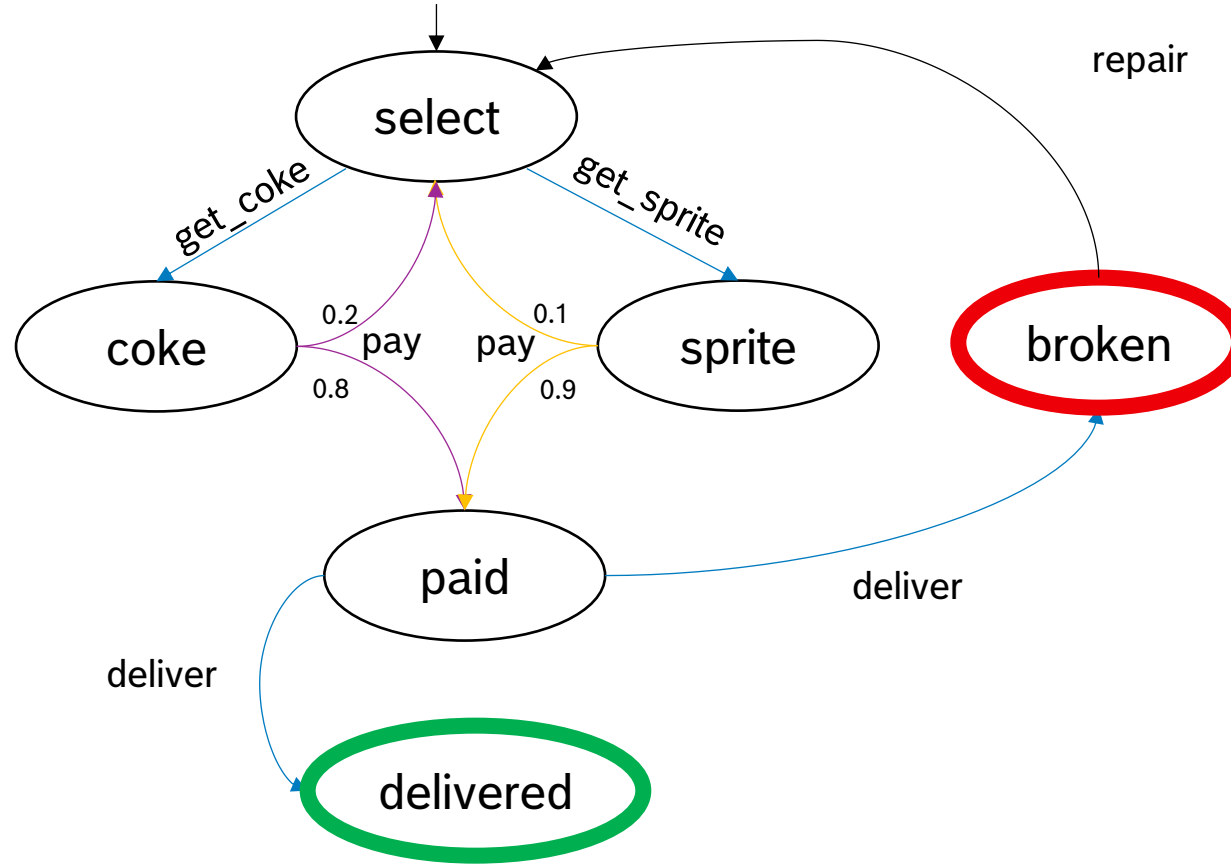 repair
select
get_coke
get_sprite
0.2
0.1
coke
pay
pay
sprite
broken
0.8
0.9
paid
deliver
deliver
delivered